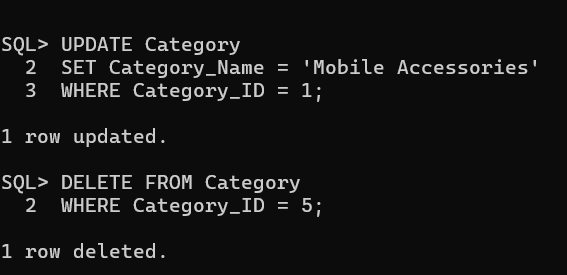 SQL> UPDATE Category
  2  SET Category_Name = 'Mobile Accessories'
  3  WHERE Category_ID = 1;
1 row updated.
SQL> DELETE FROM Category
  2  WHERE Category_ID = 5;
1 row deleted.